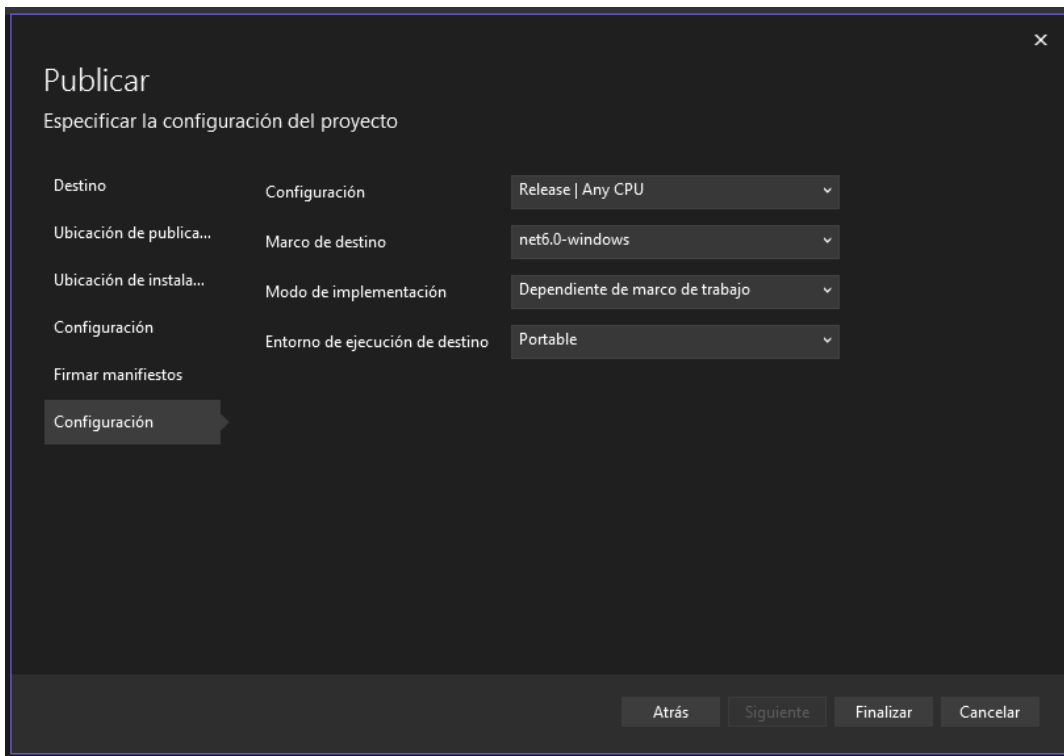 Publicar
Especificar la configuración del proyecto
Destino
Ubicación de publica...
Ubicación de instala...
Configuración
Firmar manifiestos
Configuración
Configuración
Release | Any CPU
Marco de destino
net6.0-windows
Modo de implementación
Dependiente de marco de trabajo
Entorno de ejecución de destino
Portable
Atrás
Siguiente
Finalizar
Cancelar